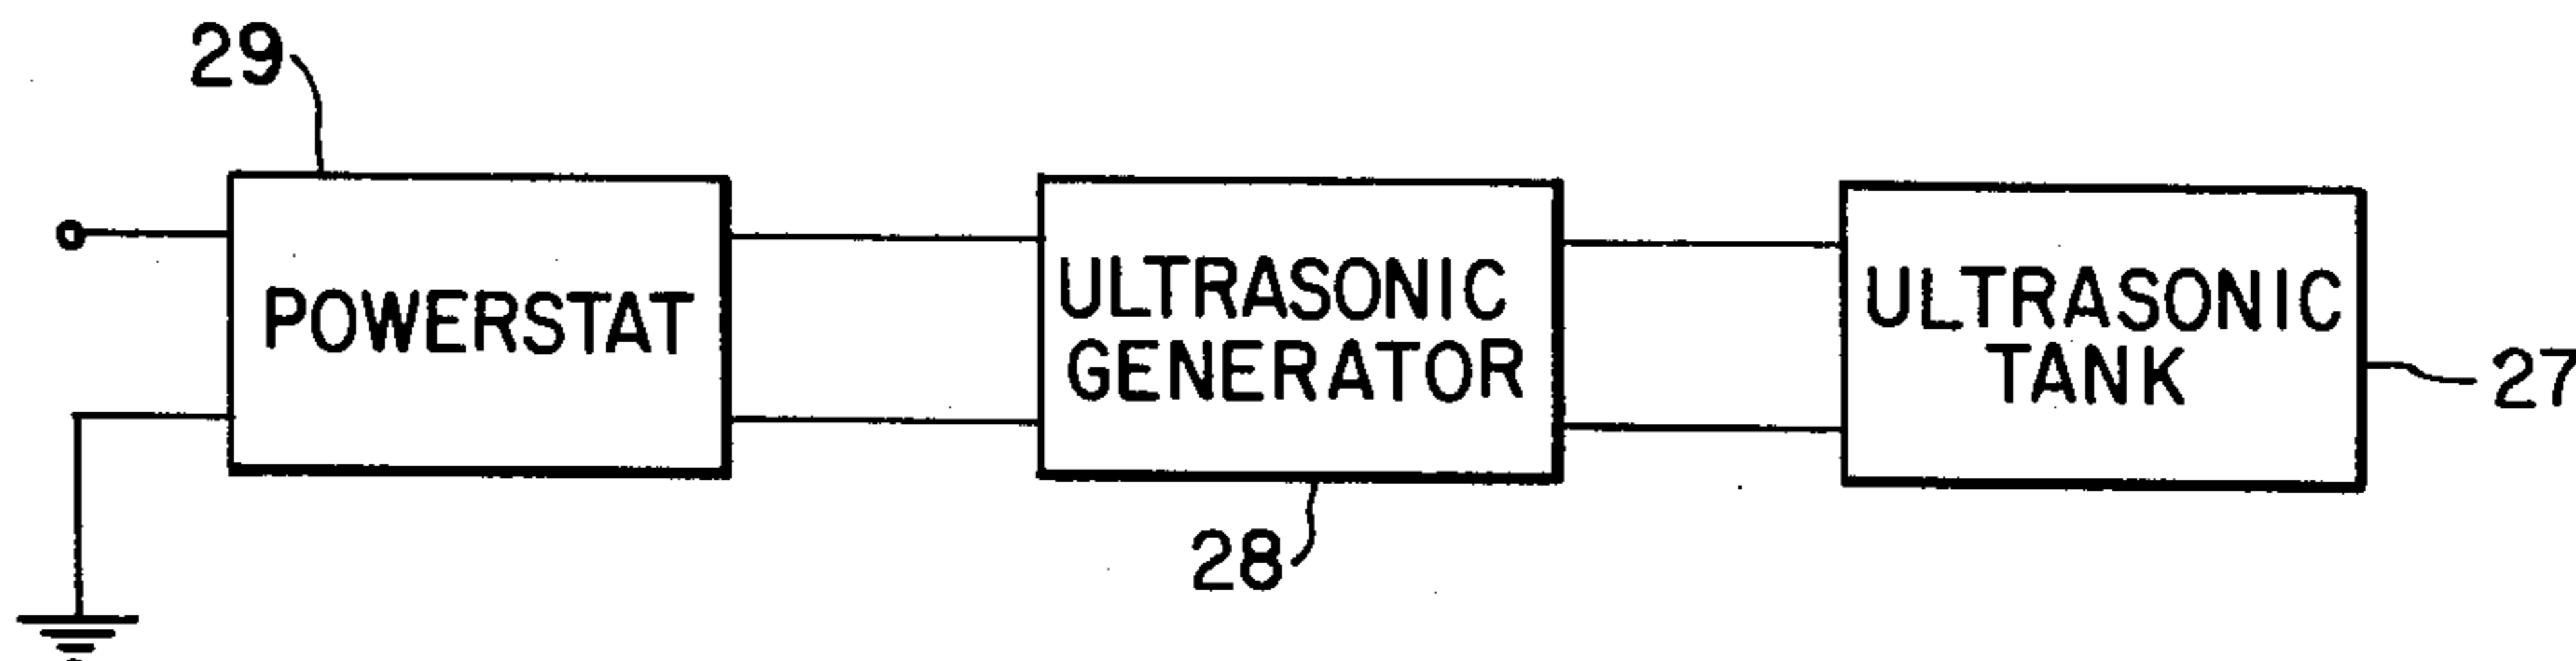 29
POWERSTAT
ULTRASONIC
GENERATOR
28
ULTRASONIC
TANK
27